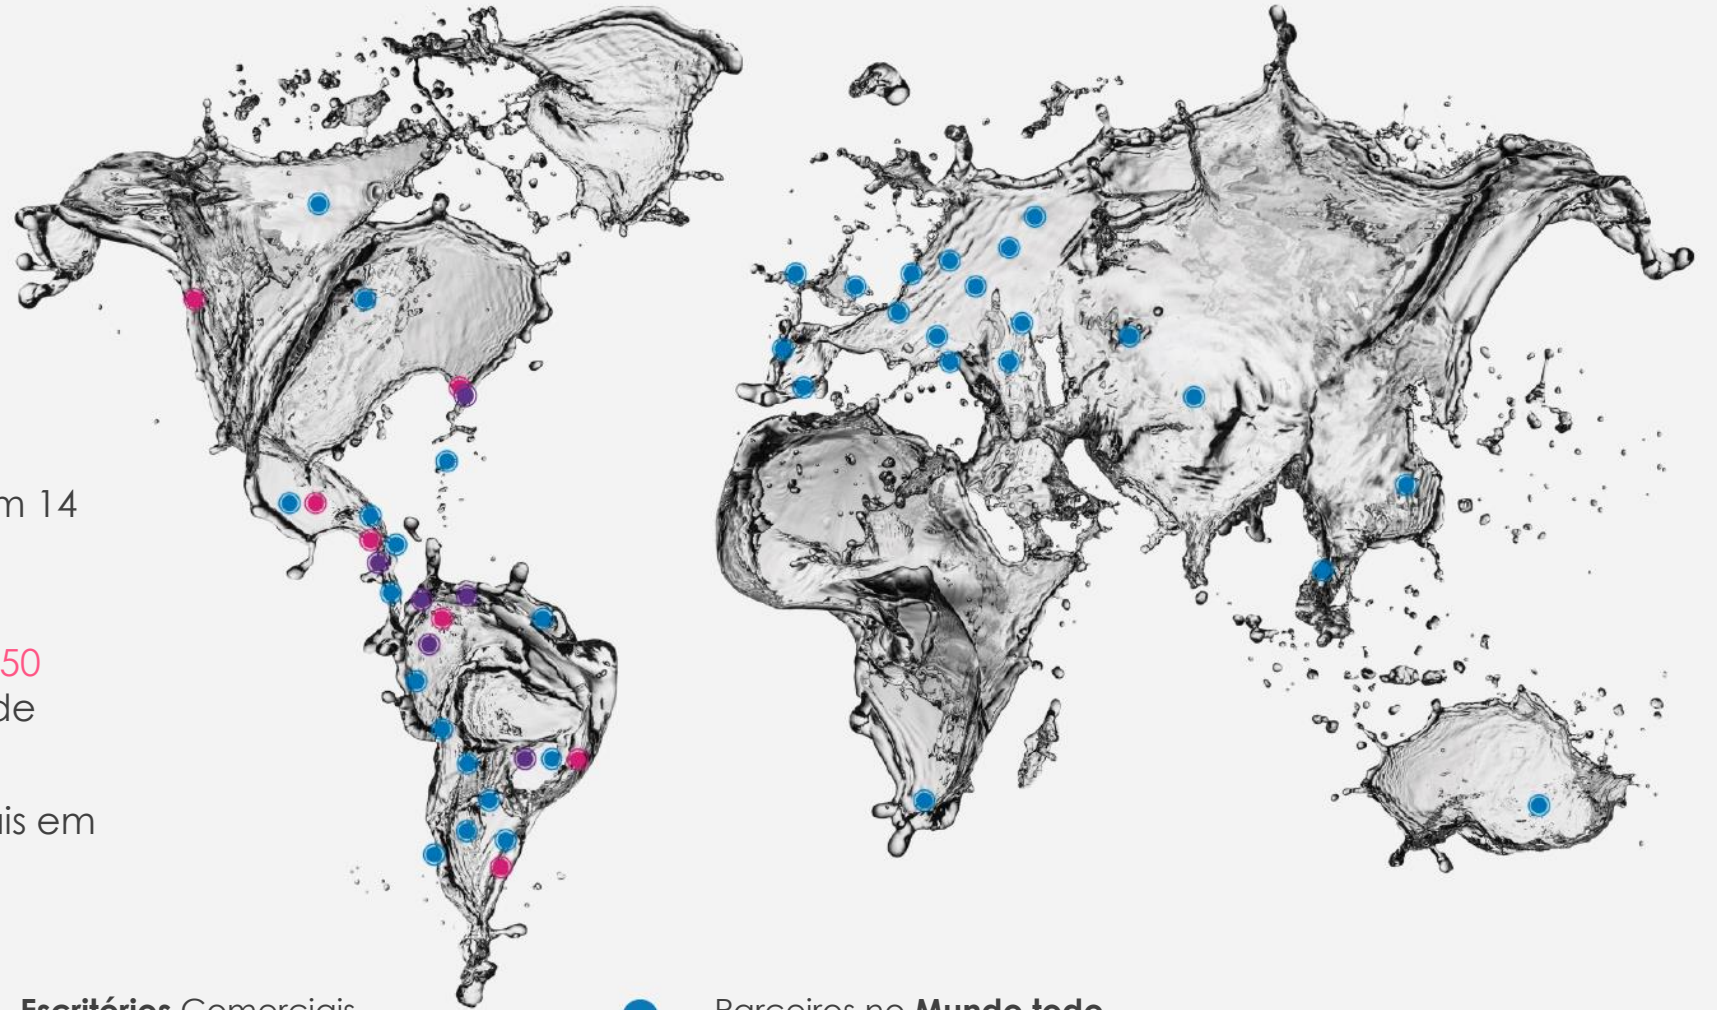 m 14
50
de
is em
Escritórios Comerciais
Parceiros no Mundo todo